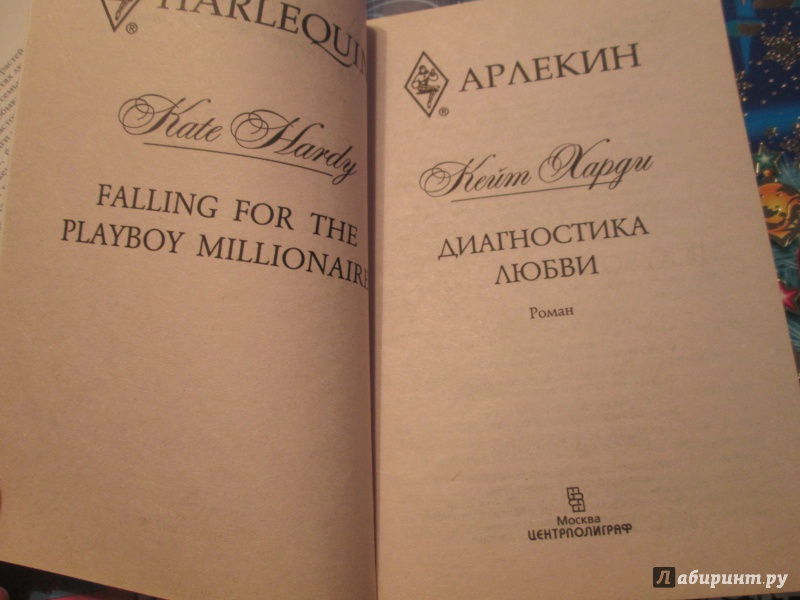 HARLEQUIN
Kate Hardy
FALLING FOR THE
PLAYBOY MILLIONAIRE
АРЛЕКИН
®
Кейт Харди
ДИАГНОСТИКА
ЛЮБВИ
Роман
Москва
ЦЕНТРПОЛИГРАФ
Лабиринт.ру